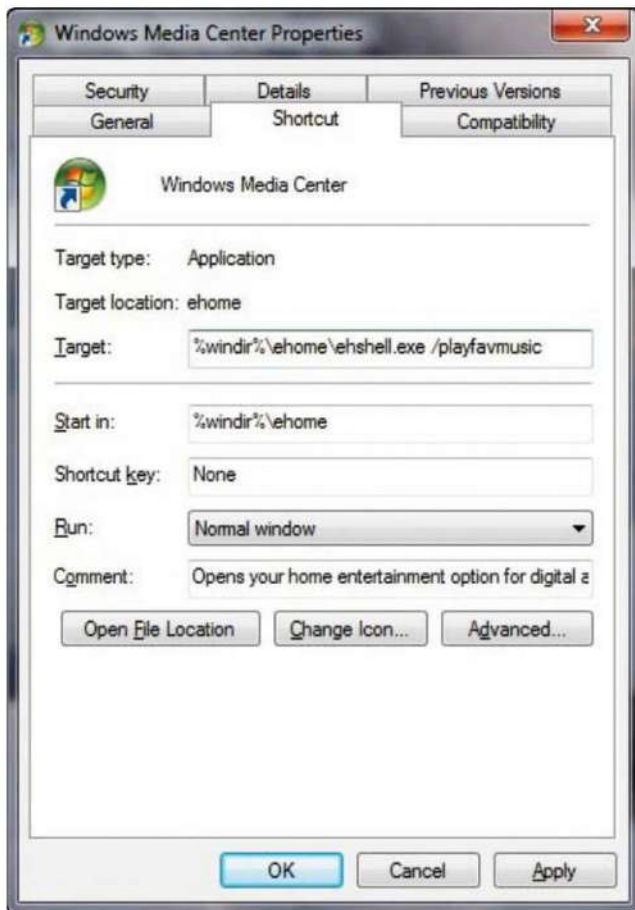 Windows Media Center Properties
Security Details Previous Versions
General Shortcut Compatibility
Windows Media Center
Target type: Application
Target location: ehome
Target: %windir%\ehome\ehshell.exe /playfavmusic
Start in: %windir%\ehome
Shortcut key: None
Run: Normal window
Comment: Opens your home entertainment option for digital a
Open File Location Change Icon... Advanced...
OK Cancel Apply